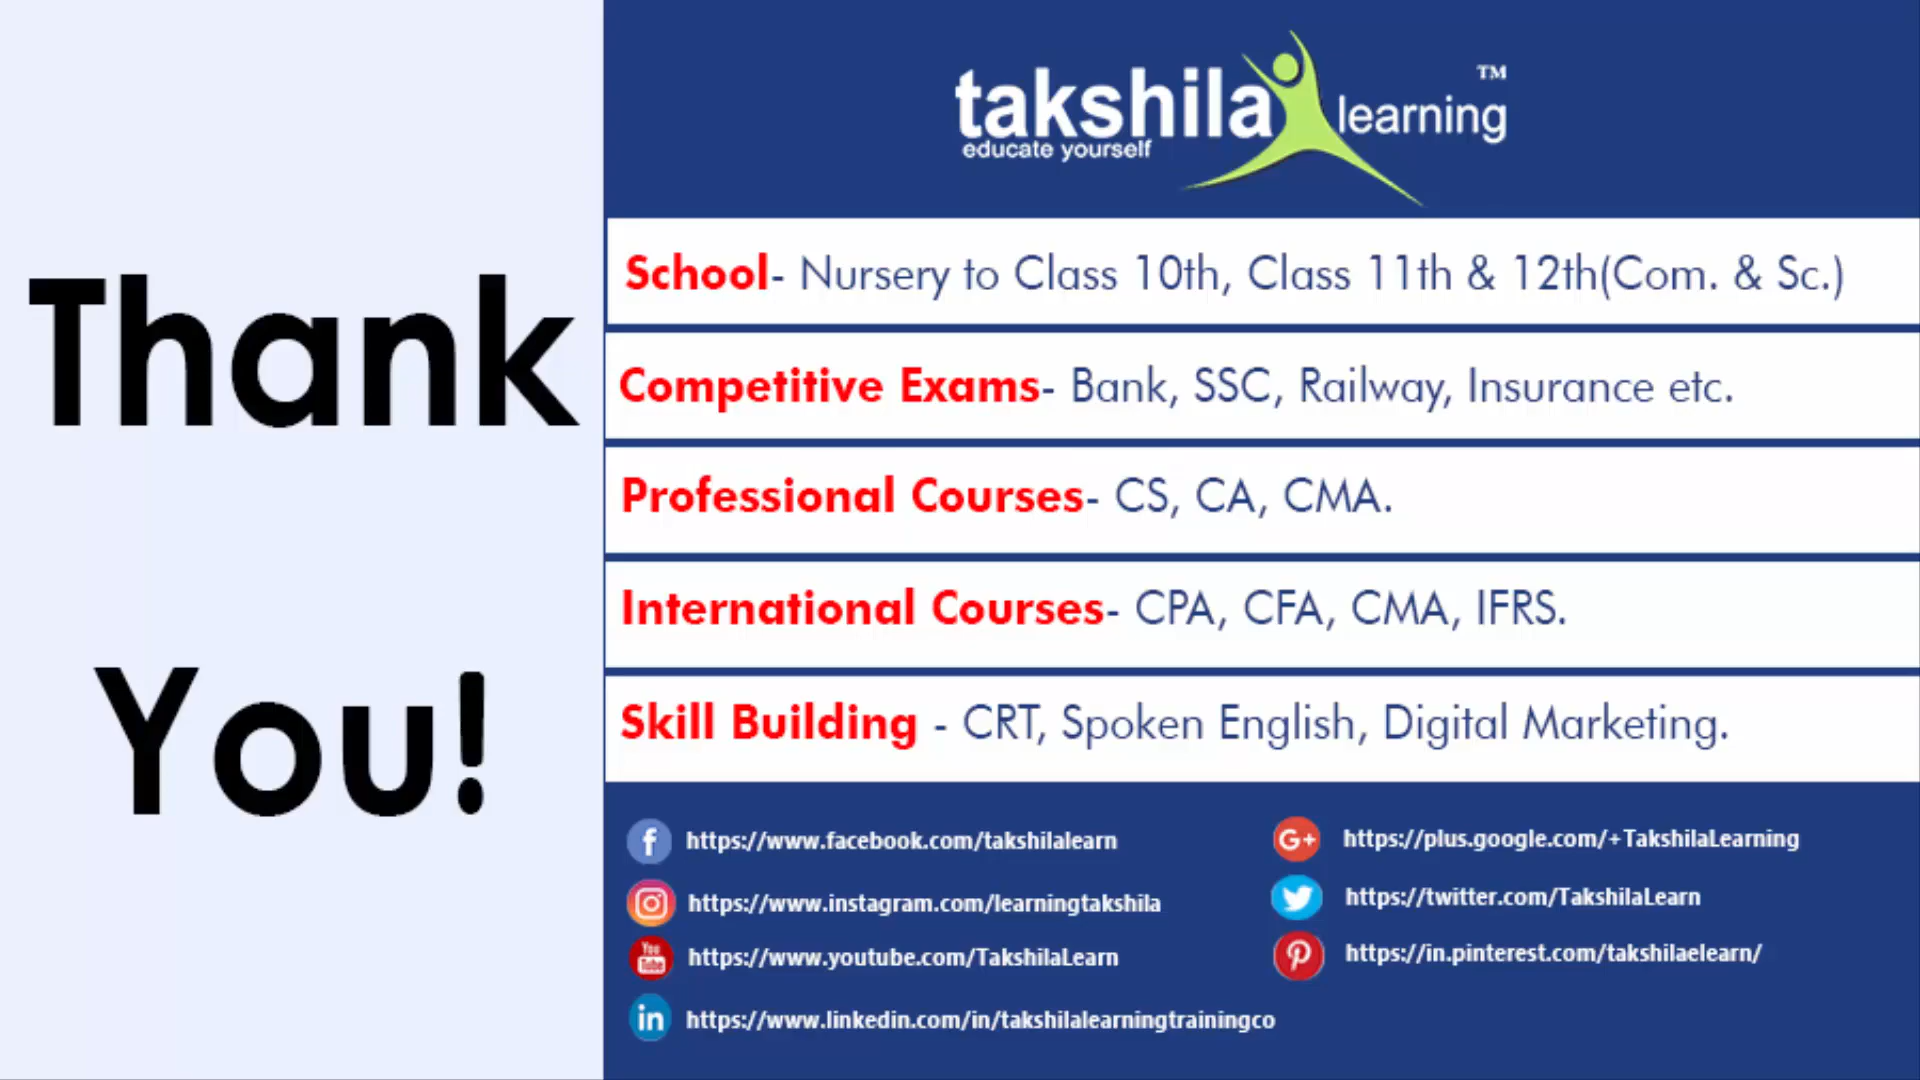 Thank
You!
takshila learning ™
educate yourself
School- Nursery to Class 10th, Class 11th & 12th(Com. & Sc.)
Competitive Exams- Bank, SSC, Railway, Insurance etc.
Professional Courses- CS, CA, CMA.
International Courses- CPA, CFA, CMA, IFRS.
Skill Building - CRT, Spoken English, Digital Marketing.
f https://www.facebook.com/takshilalearn
https://www.instagram.com/learningtakshila
You Tube https://www.youtube.com/TakshilaLearn
in https://www.linkedin.com/in/takshilalearningtrainingco
G+ https://plus.google.com/+TakshilaLearning
https://twitter.com/TakshilaLearn
https://in.pinterest.com/takshilaelearn/